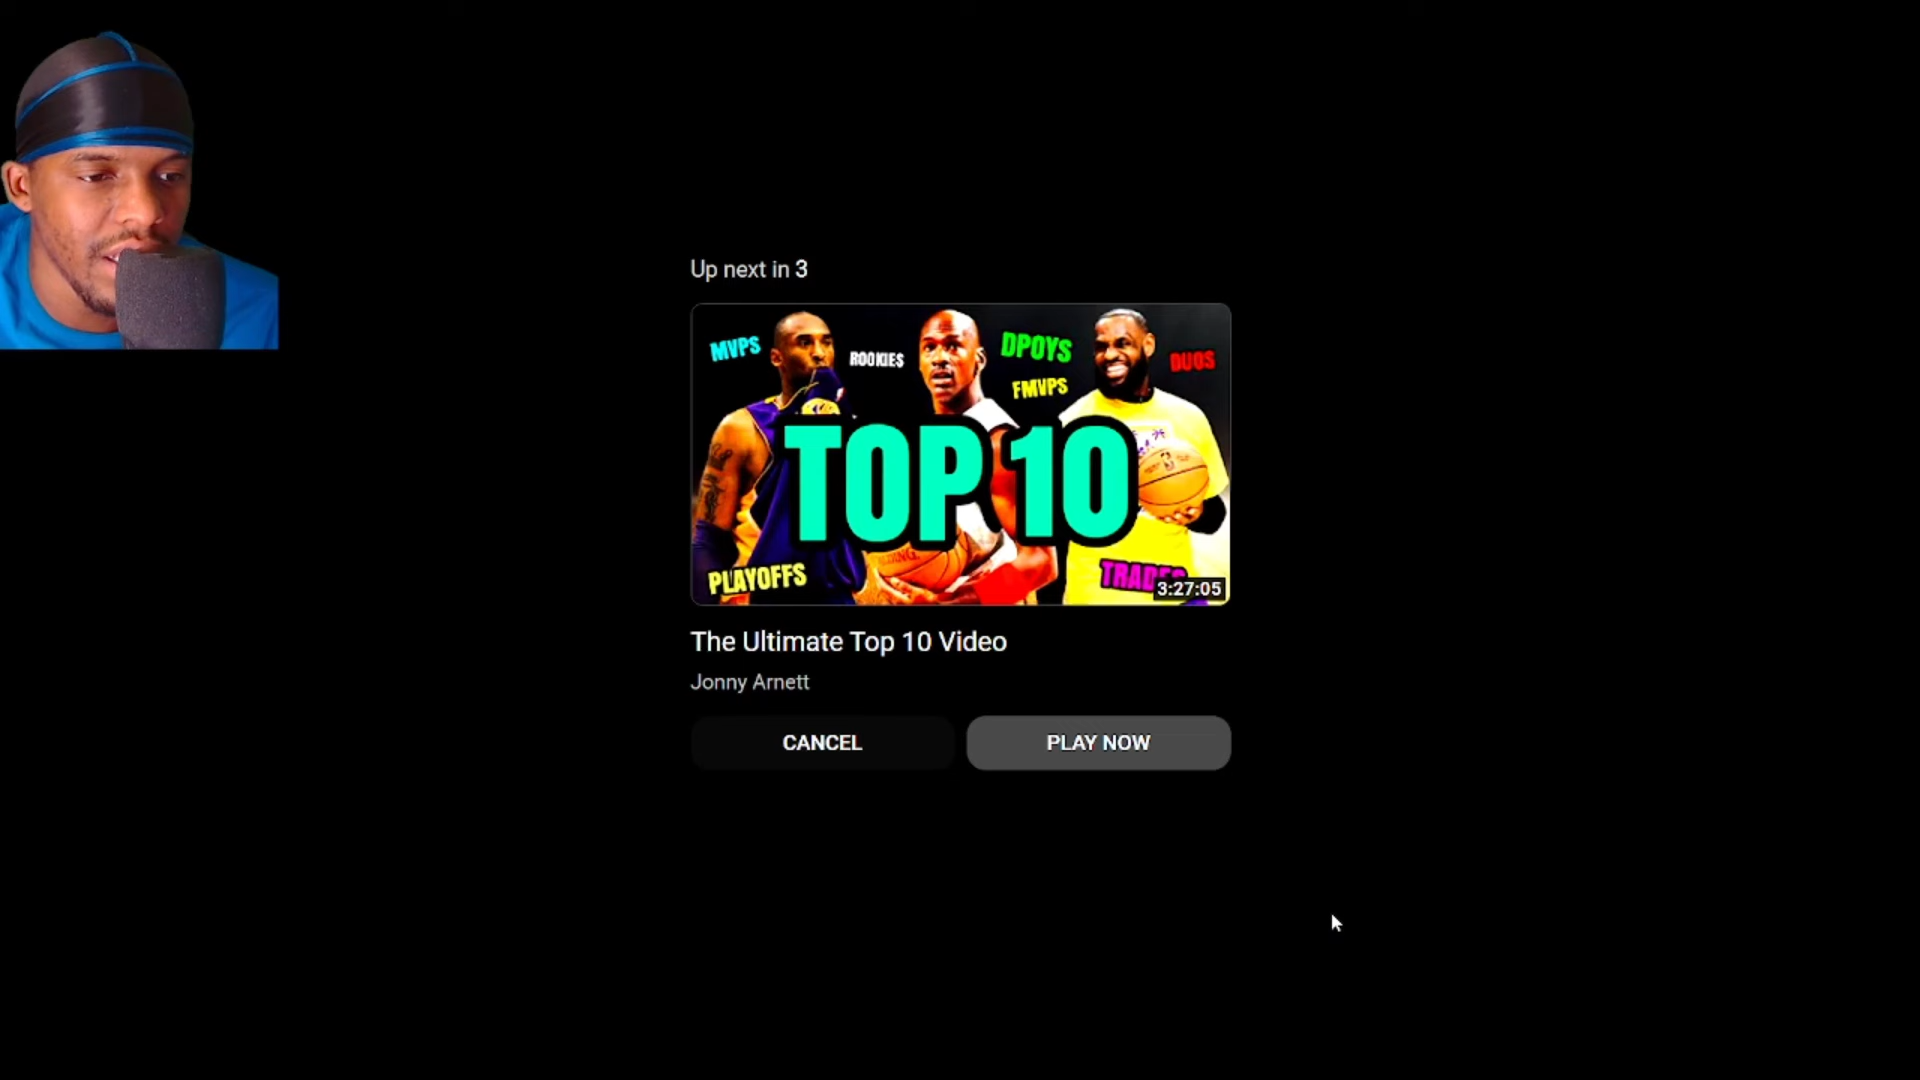 Up next in 3
MVPS
ROOKIES
DPOYS
FMVPS
DUOS
TOP 10
PLAYOFFS
TRADES
3:27:05
The Ultimate Top 10 Video
Jonny Arnett
CANCEL
PLAY NOW